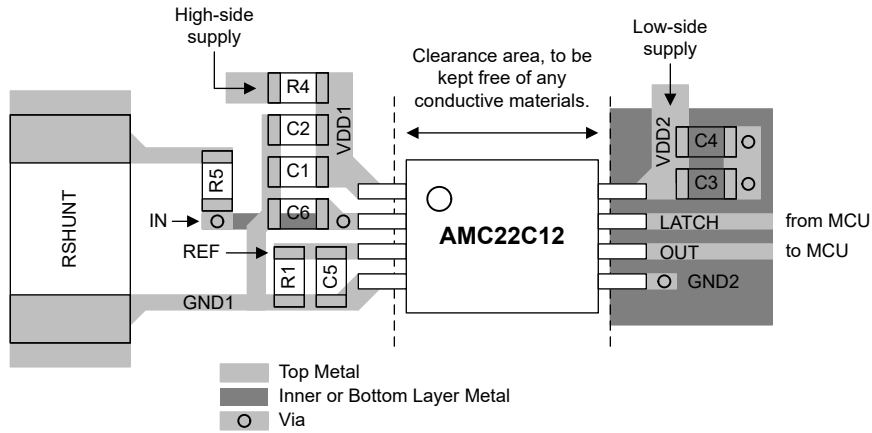 High-side
supply
Low-side
supply
Clearance area, to be
kept free of any
conductive materials.
R4
C2
VDD1
C1
R5
C6
IN
REF
RSHUNT
R1
C5
GND1
AMC22C12
VDD2
C4
C3
LATCH
from MCU
OUT
to MCU
GND2
Top Metal
Inner or Bottom Layer Metal
Via